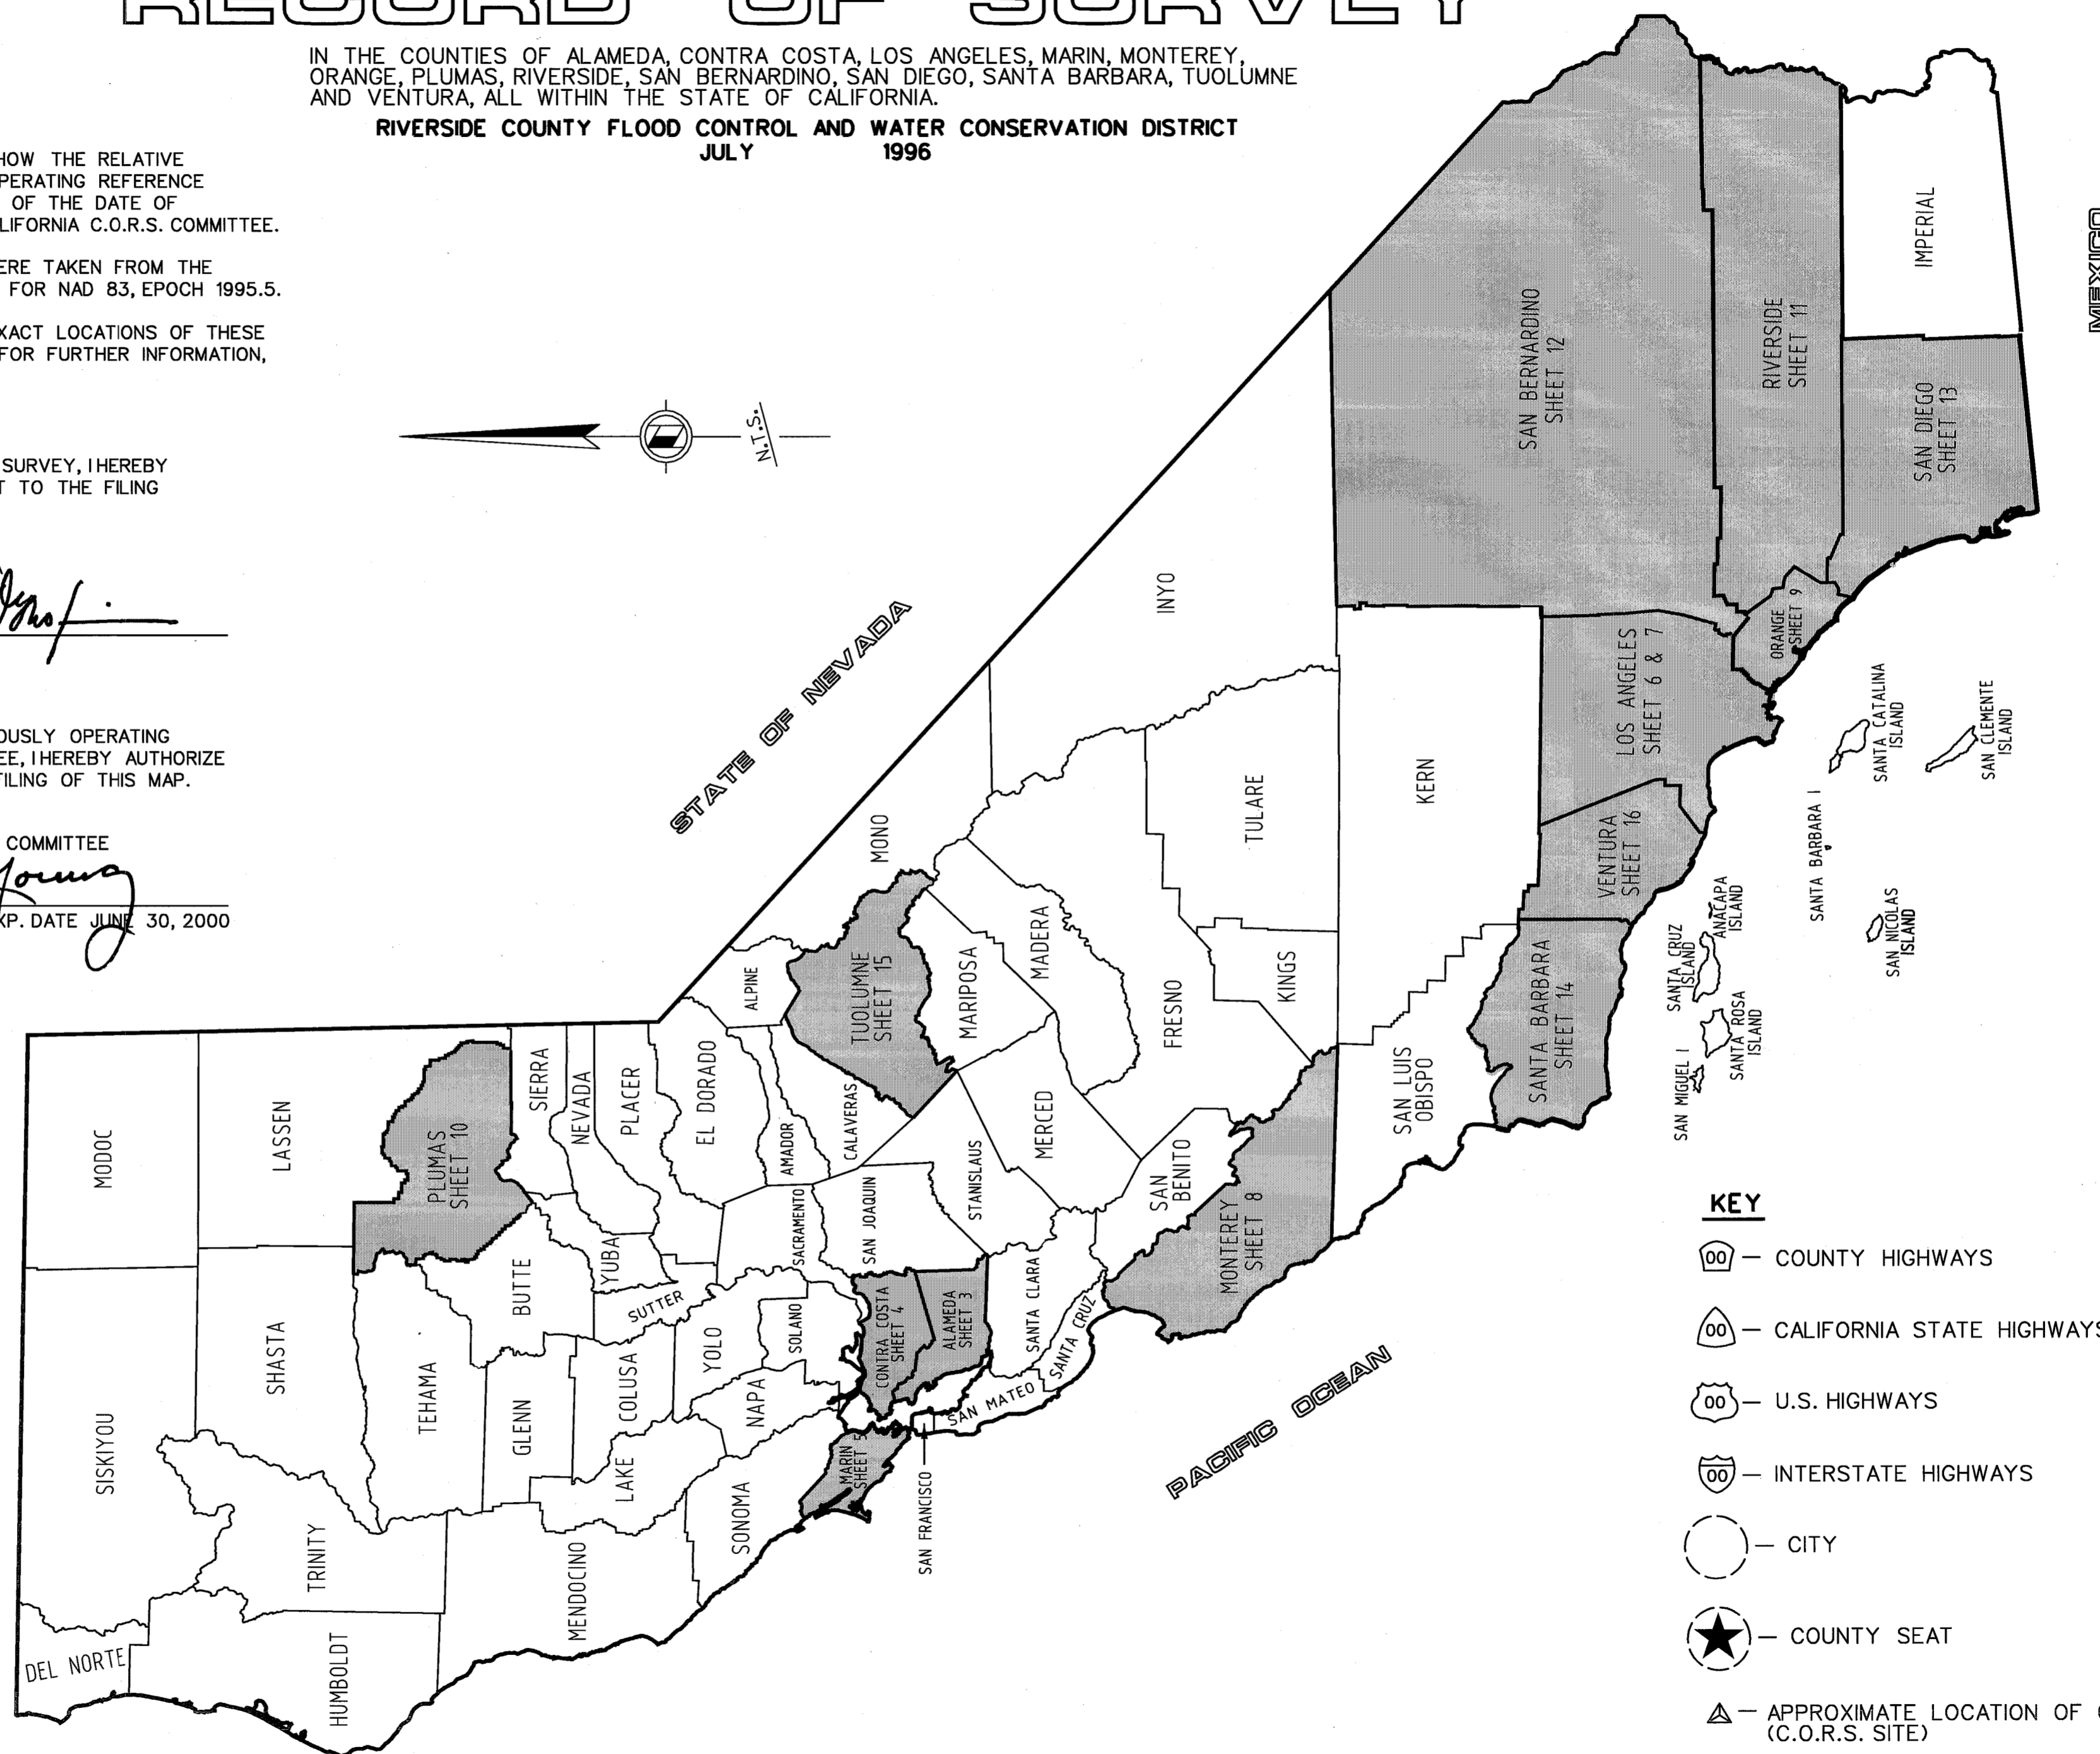 RECORD OF SURVEY
IN THE COUNTIES OF ALAMEDA, CONTRA COSTA, LOS ANGELES, MARIN, MONTEREY,
ORANGE, PLUMAS, RIVERSIDE, SAN BERNARDINO, SAN DIEGO, SANTA BARBARA, TUOLUMNE
AND VENTURA, ALL WITHIN THE STATE OF CALIFORNIA.
RIVERSIDE COUNTY FLOOD CONTROL AND WATER CONSERVATION DISTRICT
JULY 1996
HOW THE RELATIVE
PERATING REFERENCE
OF THE DATE OF
LIFORNIA C.O.R.S. COMMITTEE.
ERE TAKEN FROM THE
FOR NAD 83, EPOCH 1995.5.
XACT LOCATIONS OF THESE
FOR FURTHER INFORMATION,
SURVEY, I HEREBY
T TO THE FILING
OUSLY OPERATING
EE, I HEREBY AUTHORIZE
FILING OF THIS MAP.
COMMITTEE
Young
XP. DATE JUNE 30, 2000
N.T.S.
STATE OF NEVADA
MEXICO
PACIFIC OCEAN
MODOC
LASSEN
SISKIYOU
SHASTA
PLUMAS
SHEET 10
SIERRA
NEVADA
PLACER
EL DORADO
ALPINE
AMADOR
CALAVERAS
TUOLUMNE
SHEET 15
MONO
MARIPOSA
MADERA
MERCED
FRESNO
INYO
TULARE
KINGS
KERN
SAN BERNARDINO
SHEET 12
RIVERSIDE
SHEET 11
IMPERIAL
SAN DIEGO
SHEET 13
ORANGE
SHEET 9
LOS ANGELES
SHEET 6 & 7
VENTURA
SHEET 16
SANTA BARBARA
SHEET 14
SAN LUIS
OBISPO
MONTEREY
SHEET 8
SAN
BENITO
STANISLAUS
SAN JOAQUIN
SACRAMENTO
YUBA
BUTTE
SUTTER
TEHAMA
GLENN
COLUSA
YOLO
SOLANO
NAPA
LAKE
SONOMA
MENDOCINO
TRINITY
HUMBOLDT
DEL NORTE
MARIN
SHEET 5
CONTRA COSTA
SHEET 4
ALAMEDA
SHEET 3
SANTA CLARA
SANTA CRUZ
SAN MATEO
SAN FRANCISCO
SANTA CATALINA
ISLAND
SAN CLEMENTE
ISLAND
SANTA BARBARA I
SAN NICOLAS
ISLAND
ANACAPA
ISLAND
SANTA CRUZ
ISLAND
SANTA ROSA
ISLAND
SAN MIGUEL I
KEY
00 — COUNTY HIGHWAYS
00 — CALIFORNIA STATE HIGHWAYS
00 — U.S. HIGHWAYS
00 — INTERSTATE HIGHWAYS
— CITY
— COUNTY SEAT
— APPROXIMATE LOCATION OF
(C.O.R.S. SITE)